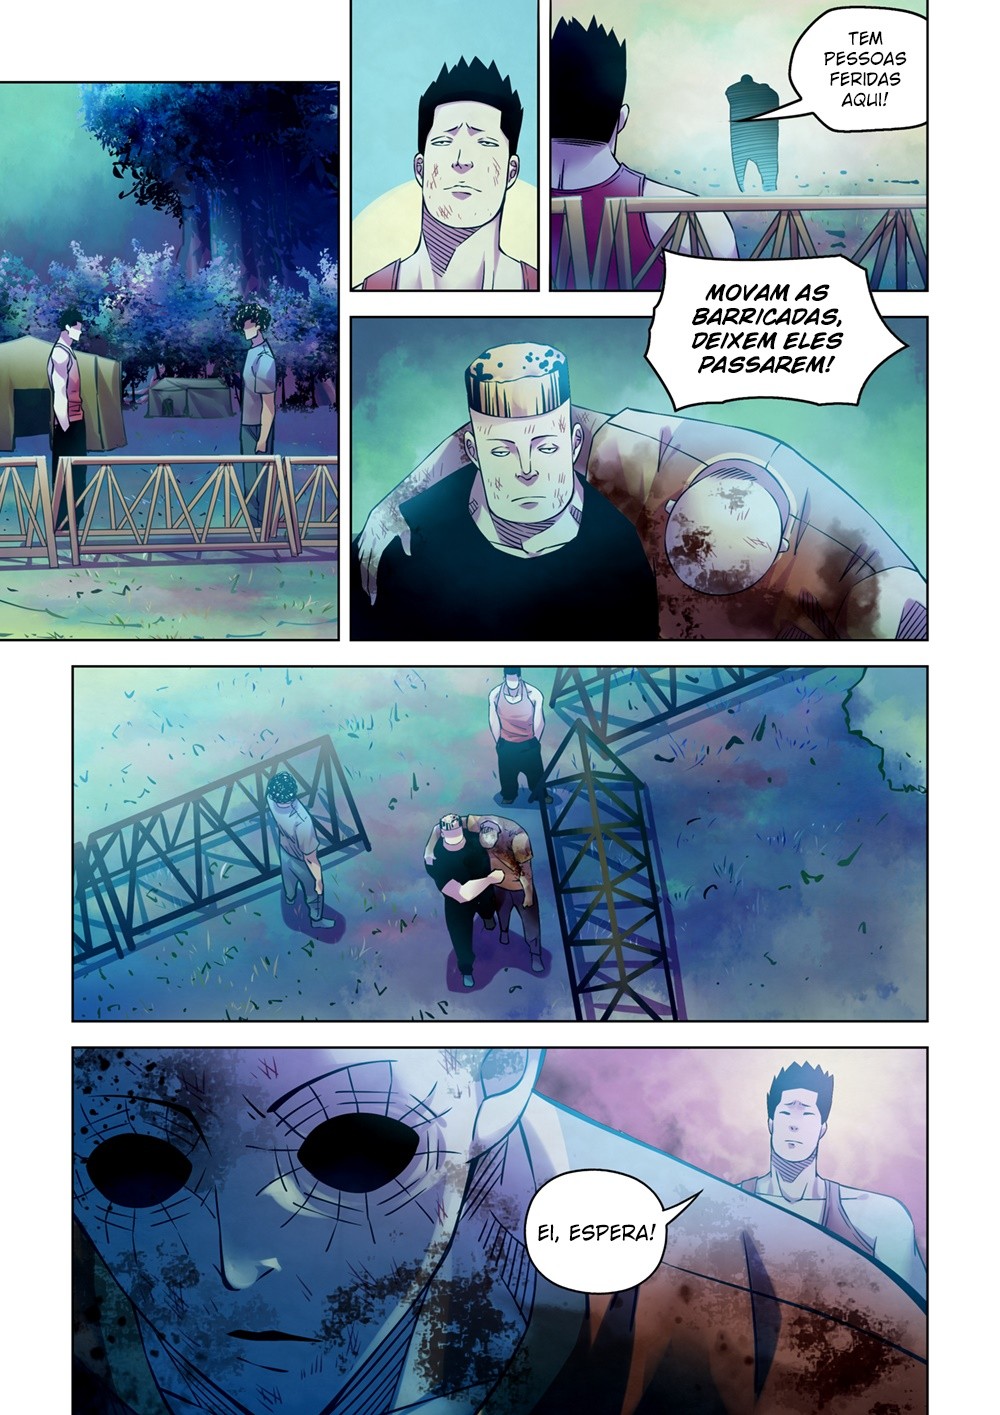 TEM
PESSOAS
FERIDAS
AQUI!
MOVAM AS
BARRICADAS,
DEIXEM ELES
PASSAREM!
EI, ESPERA!